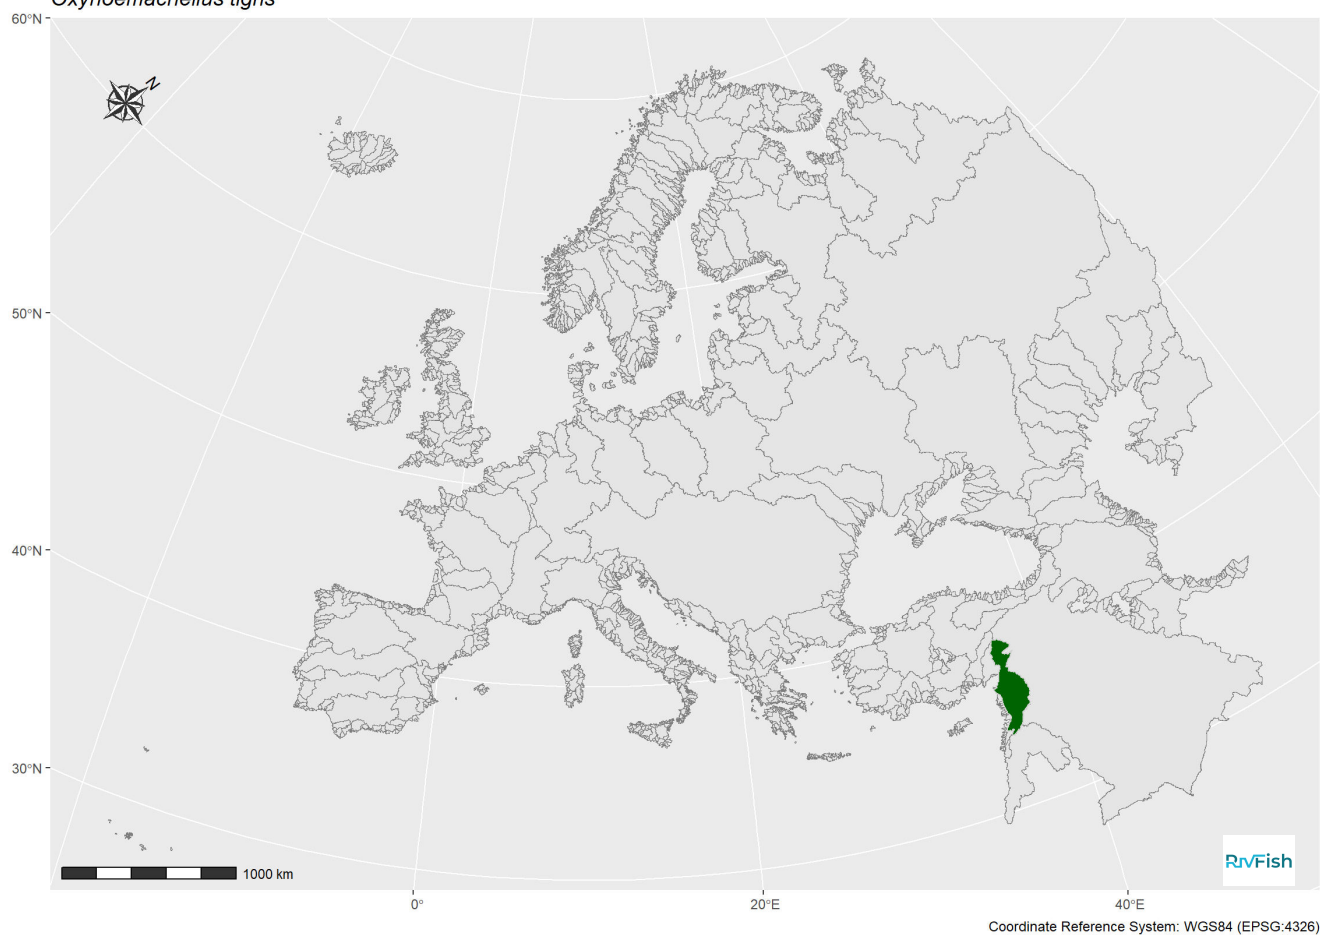 Oxynoemacheilus tigris
60°N
N
50°N
40°N
30°N
1000 km
RIVFish
0°
20°E
40°E
Coordinate Reference System: WGS84 (EPSG:4326)